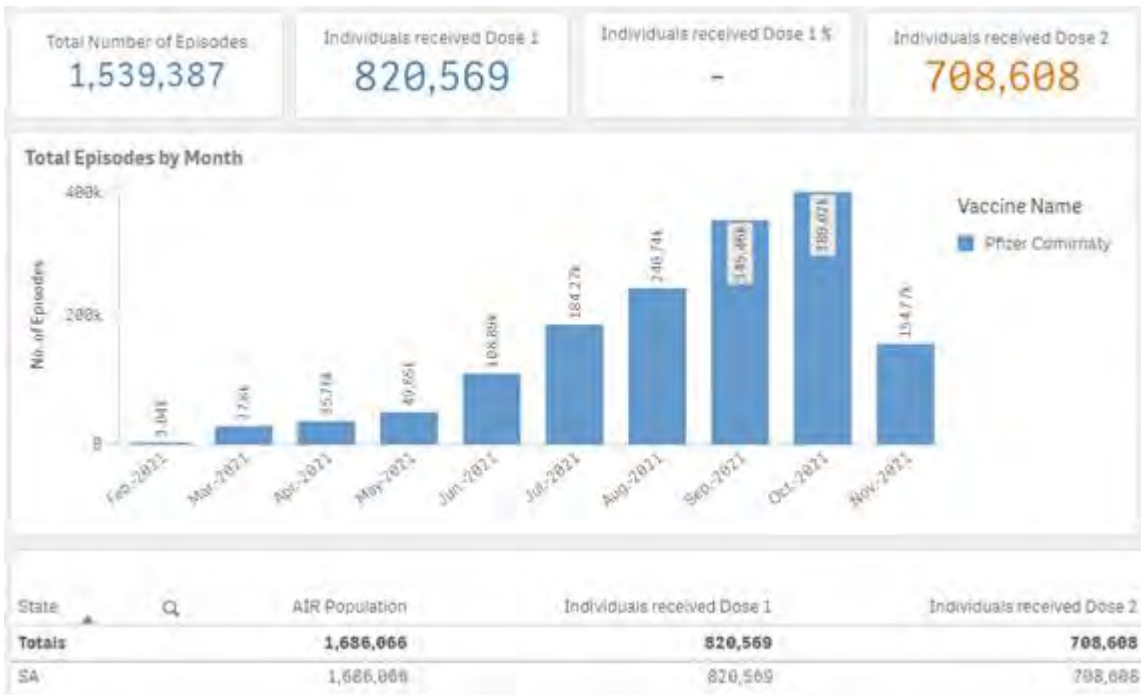 Total Number of Episodes
1,539,387
Individuals received Dose 1
820,569
Individuals received Dose 1 %
-
Individuals received Dose 2
708,608
Total Episodes by Month
No. of Episodes
400k
200k
0
108.89k
184.27k
154.77k
Feb-2021
Mar-2021
Apr-2021
May-2021
Jun-2021
Jul-2021
Aug-2021
Sep-2021
Oct-2021
Nov-2021
Vaccine Name
Pfizer Comirnaty
State AIR Population Individuals received Dose 1 Individuals received Dose 2
Totals 1,686,066 820,569 708,608
SA 1,686,066 820,569 708,608